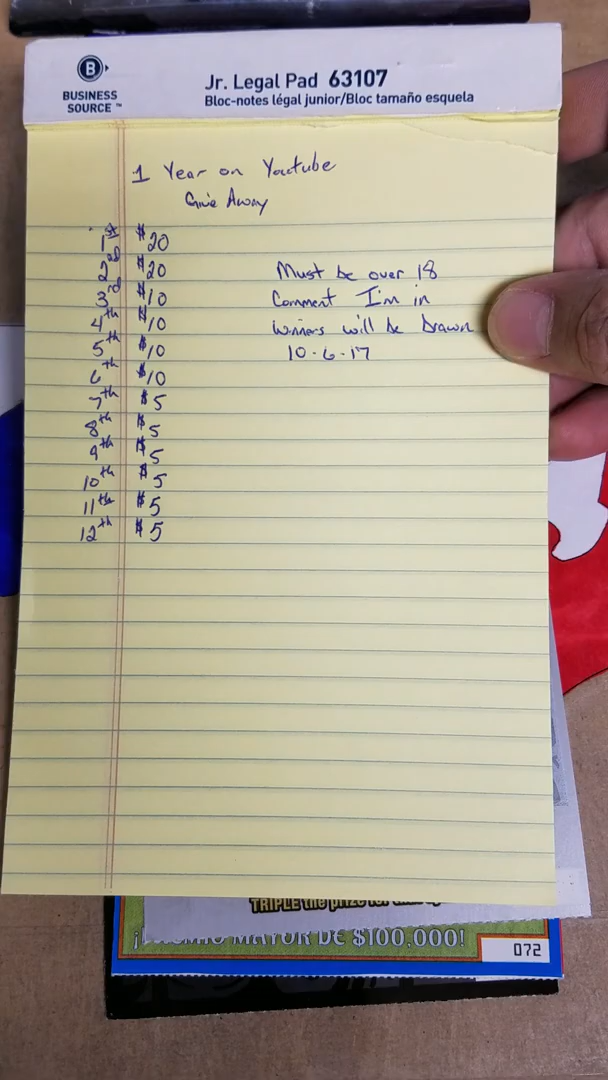 B
BUSINESS
SOURCE ™
Jr. Legal Pad 63107
Bloc-notes légal junior/Bloc tamaño esquela
1 Year on Youtube
Give Away
1st $20
2nd $20
3rd $10
4th $10
5th $10
6th $10
7th $5
8th $5
9th $5
10th $5
11th $5
12th $5
Must be over 18
Comment I'm in
winners will be Drawn
10-6-17
TRIPLE the prize
MAYOR DE $100,000!
072